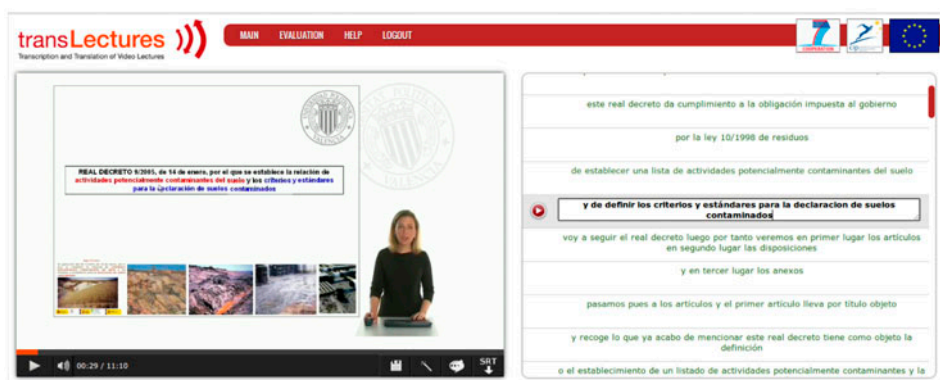 transLectures
Transcription and Translation of Video Lectures
MAIN EVALUATION HELP LOGOUT
7
COOPERATION
REAL DECRETO 9/2005, de 14 de enero, por el que se establece la relación de
actividades potencialmente contaminantes del suelo y los criterios y estándares
para la declaración de suelos contaminados
00:29 / 11:10
SRT
este real decreto da cumplimiento a la obligación impuesta al gobierno
por la ley 10/1998 de residuos
de establecer una lista de actividades potencialmente contaminantes del suelo
y de definir los criterios y estándares para la declaracion de suelos
contaminados
voy a seguir el real decreto luego por tanto veremos en primer lugar los artículos
en segundo lugar las disposiciones
y en tercer lugar los anexos
pasamos pues a los artículos y el primer artículo lleva por título objeto
y recoge lo que ya acabo de mencionar este real decreto tiene como objeto la
definición
o el establecimiento de un listado de actividades potencialmente contaminantes y la